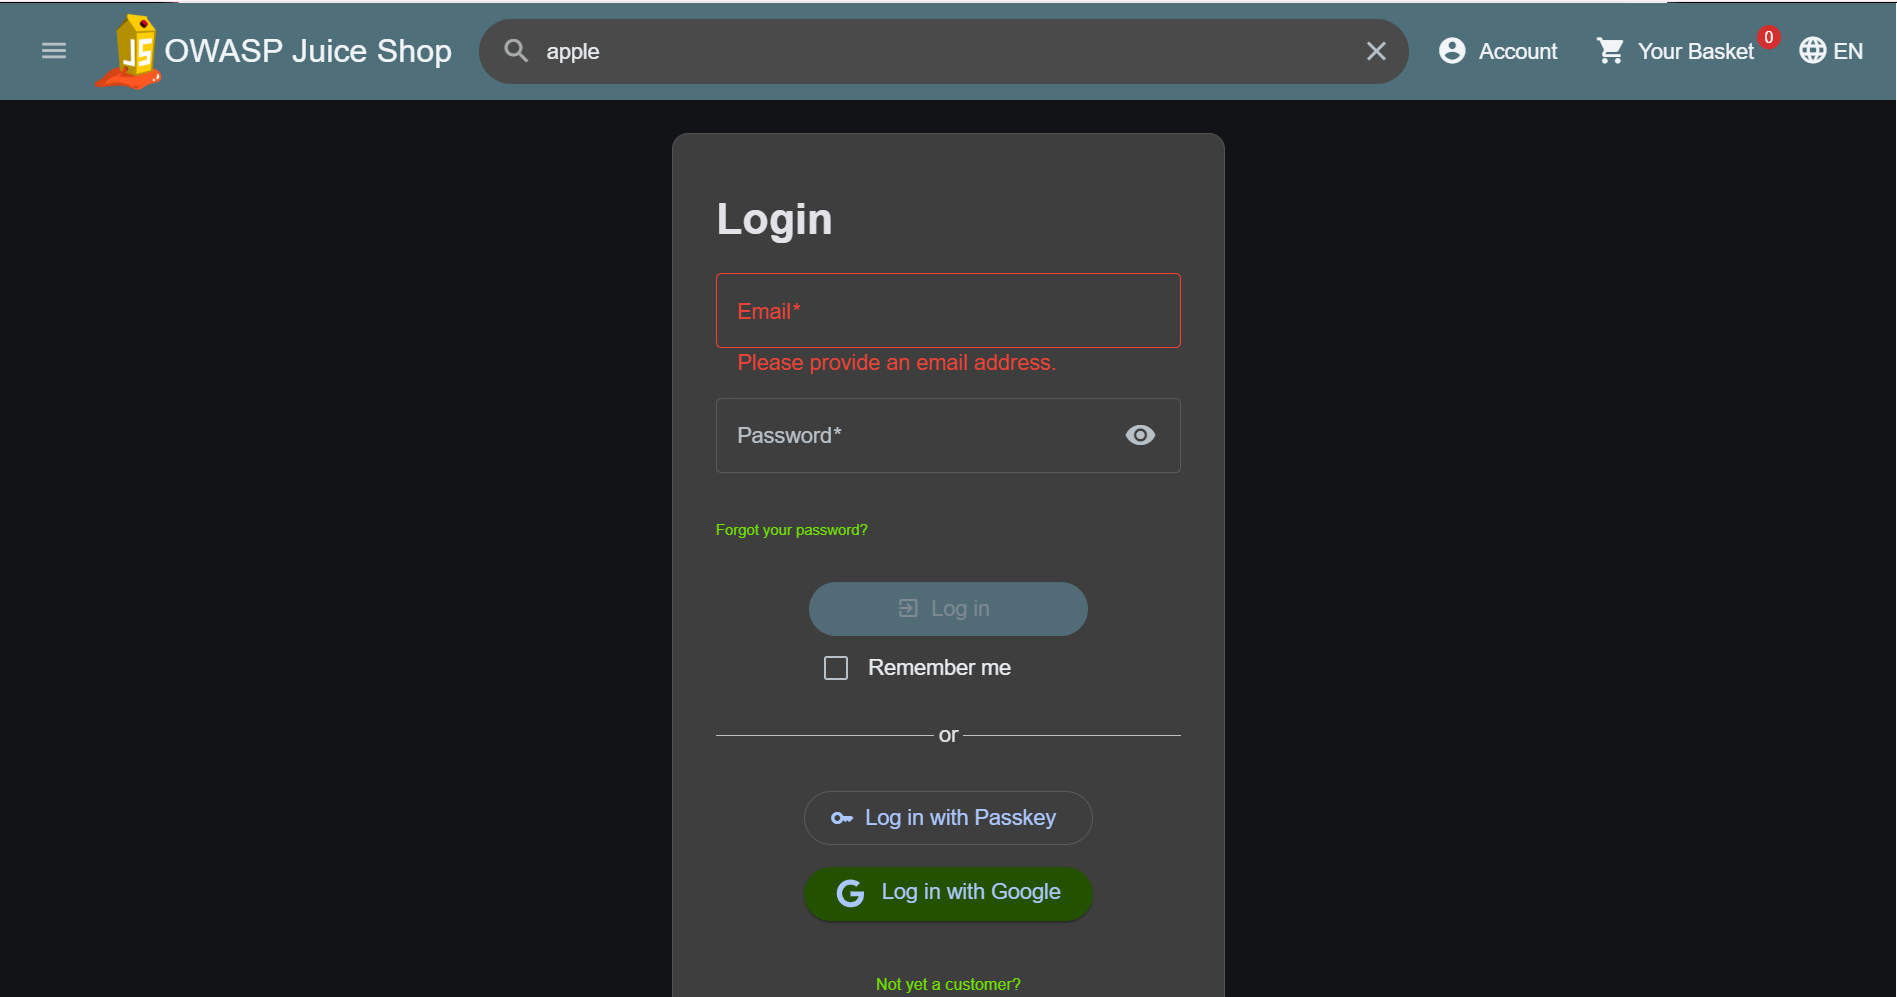 JS OWASP Juice Shop apple Account Your Basket 0 EN
Login
Email*
Please provide an email address.
Password*
Forgot your password?
Log in
Remember me
or
Log in with Passkey
G Log in with Google
Not yet a customer?